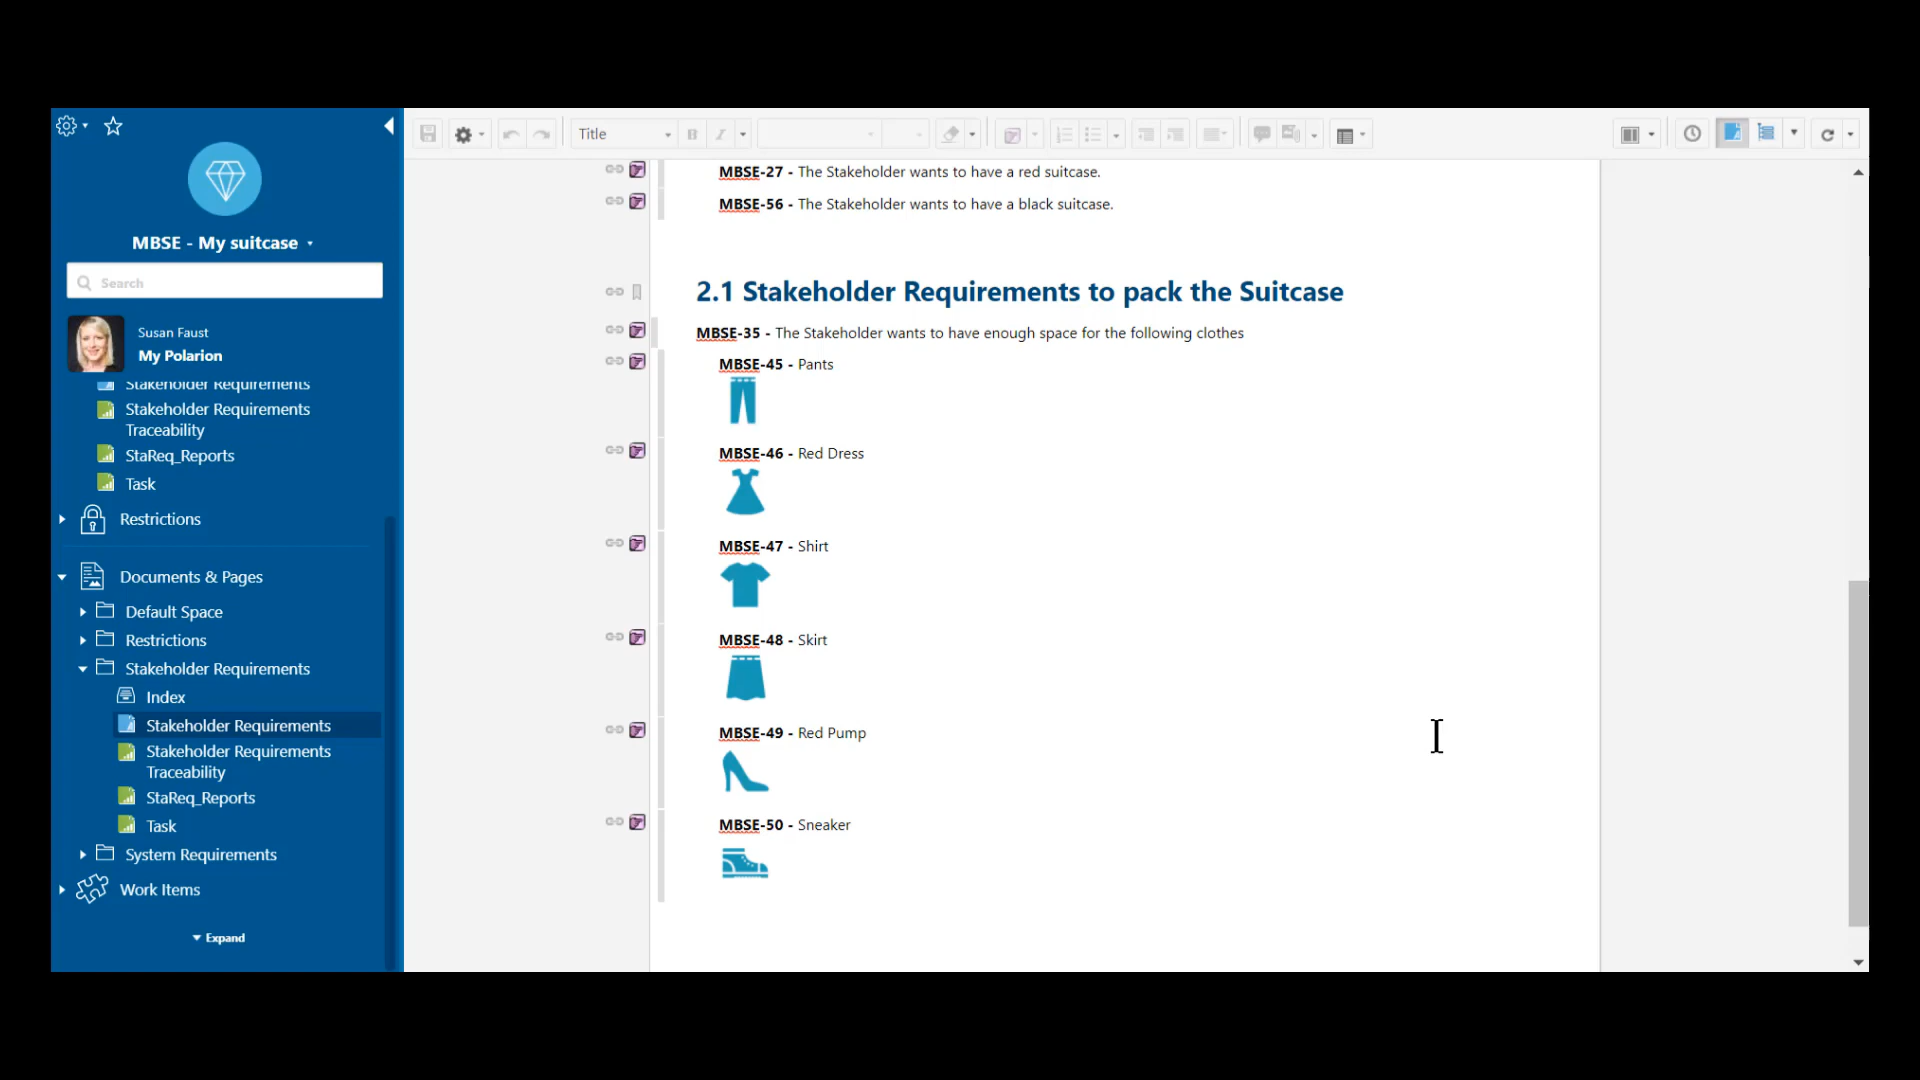 MBSE - My suitcase
Search
Susan Faust
My Polarion
Stakeholder Requirements
Stakeholder Requirements
Traceability
StaReq_Reports
Task
Restrictions
Documents & Pages
Default Space
Restrictions
Stakeholder Requirements
Index
Stakeholder Requirements
Stakeholder Requirements
Traceability
StaReq_Reports
Task
System Requirements
Work Items
Expand
Title
B
I
MBSE-27 - The Stakeholder wants to have a red suitcase.
MBSE-56 - The Stakeholder wants to have a black suitcase.
2.1 Stakeholder Requirements to pack the Suitcase
MBSE-35 - The Stakeholder wants to have enough space for the following clothes
MBSE-45 - Pants
MBSE-46 - Red Dress
MBSE-47 - Shirt
MBSE-48 - Skirt
MBSE-49 - Red Pump
MBSE-50 - Sneaker